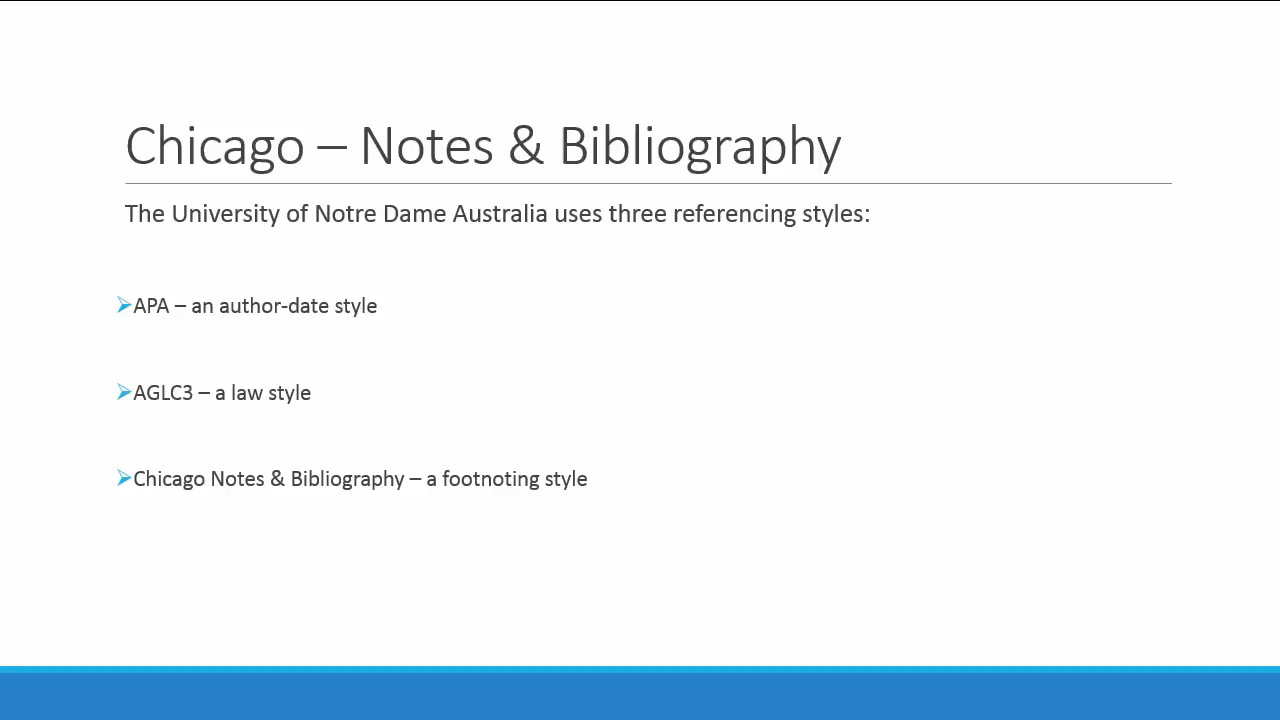 Chicago – Notes & Bibliography
The University of Notre Dame Australia uses three referencing styles:
APA – an author-date style
AGLC3 – a law style
Chicago Notes & Bibliography – a footnoting style